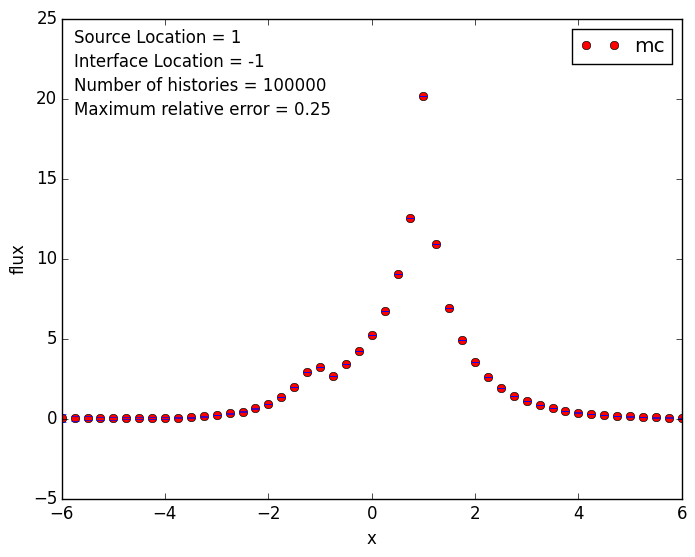 25
Source Location = 1
Interface Location = -1
Number of histories = 100000
Maximum relative error = 0.25
mc
20
15
10
5
0
−5
flux
−6
−4
−2
0
2
4
6
x